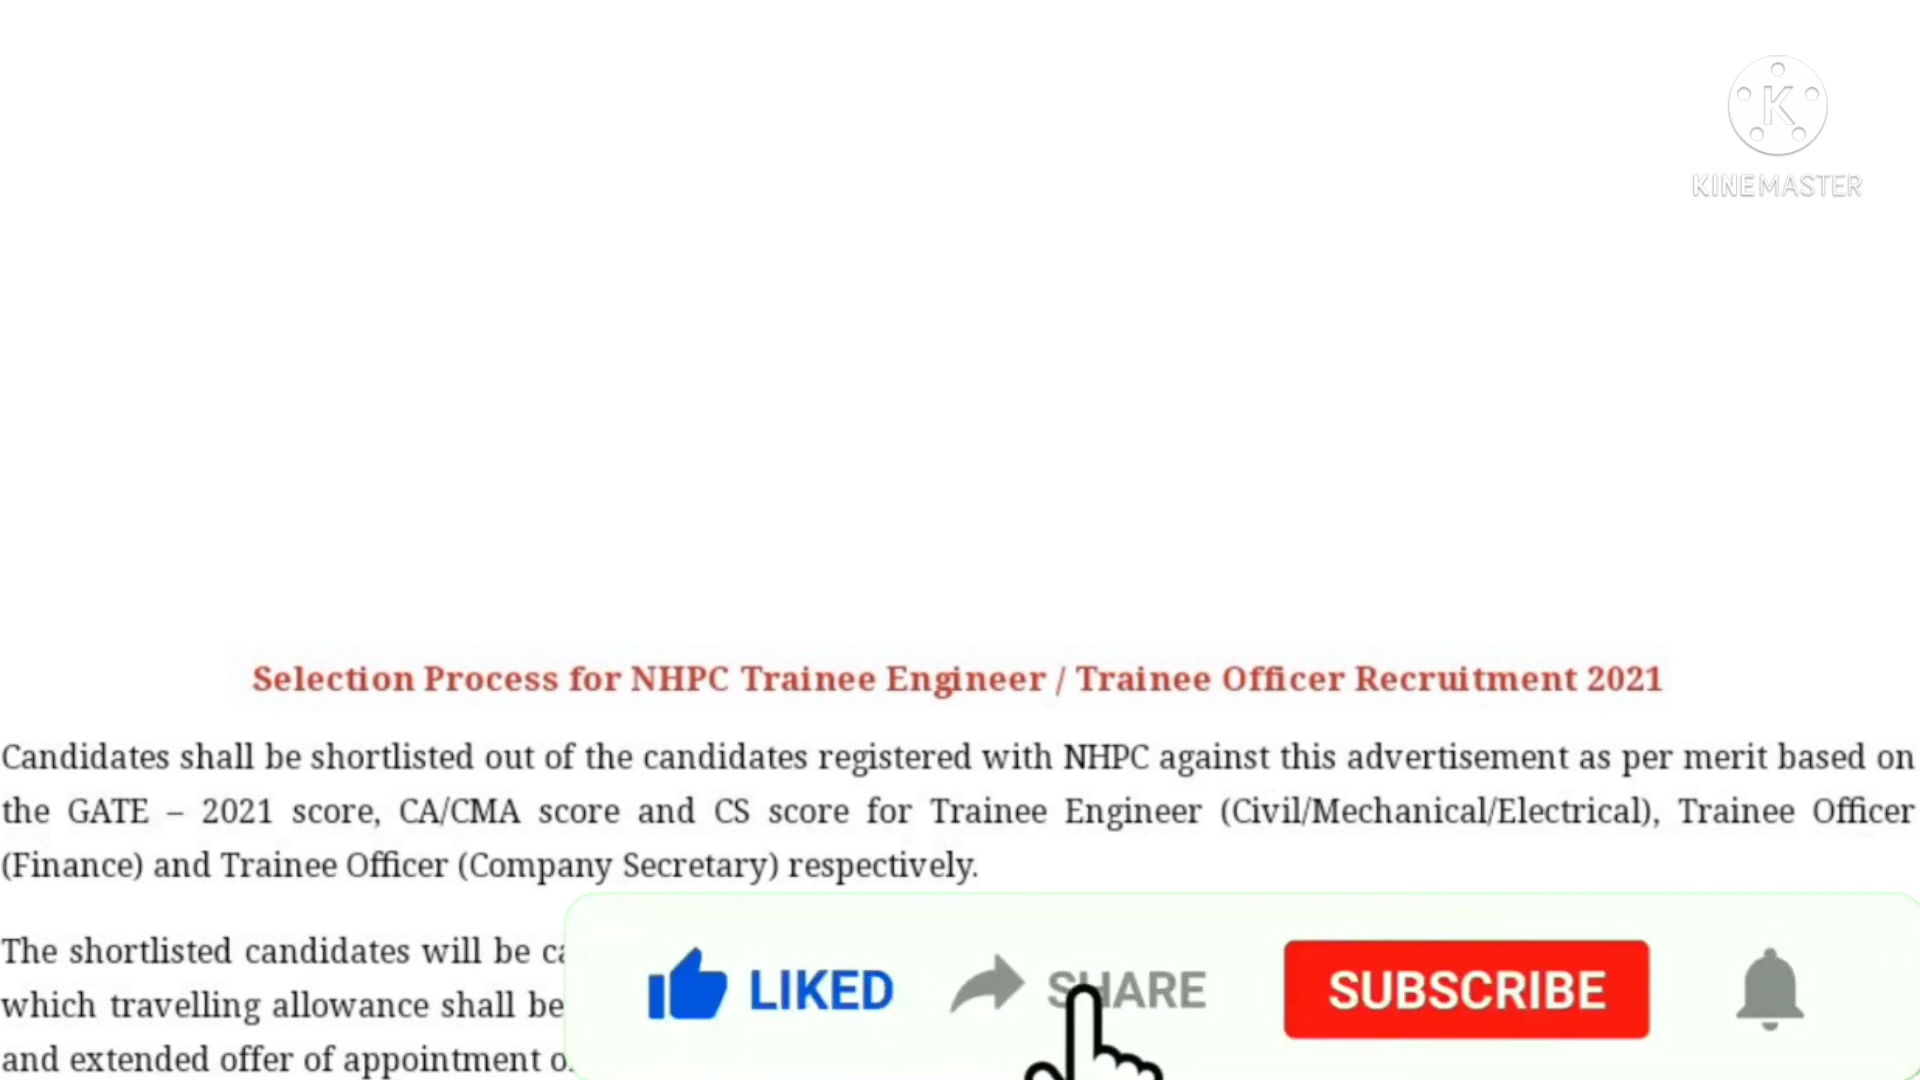 KINEMASTER
Selection Process for NHPC Trainee Engineer / Trainee Officer Recruitment 2021
Candidates shall be shortlisted out of the candidates registered with NHPC against this advertisement as per merit based on
the GATE – 2021 score, CA/CMA score and CS score for Trainee Engineer (Civil/Mechanical/Electrical), Trainee Officer
(Finance) and Trainee Officer (Company Secretary) respectively.
The shortlisted candidates will be
which travelling allowance shall be
and extended offer of appointment
LIKED SHARE SUBSCRIBE